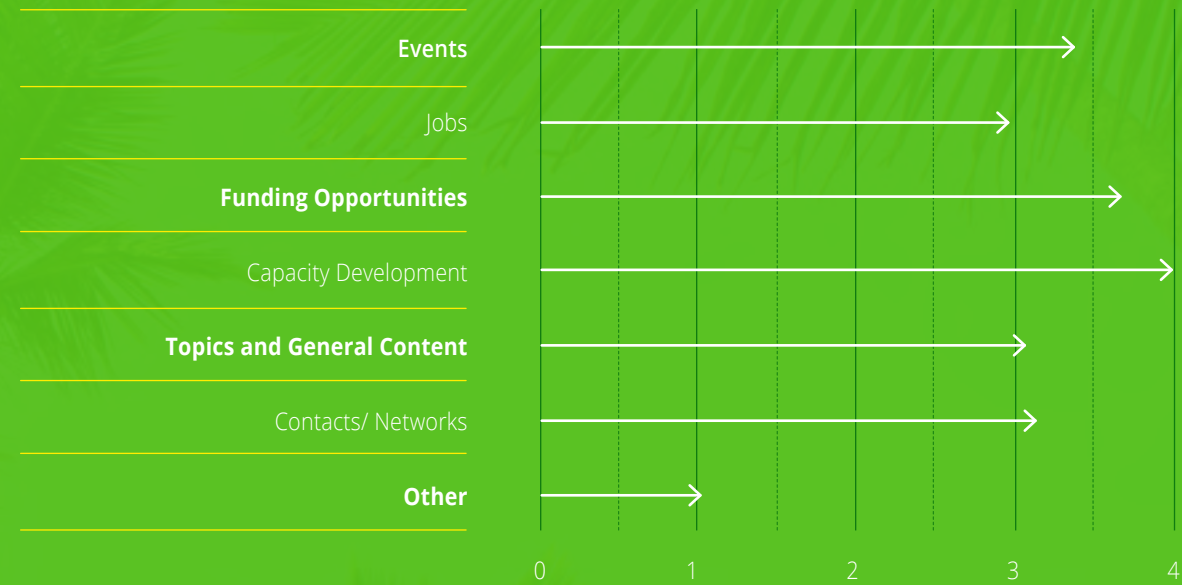 Events
Jobs
Funding Opportunities
Capacity Development
Topics and General Content
Contacts/ Networks
Other
0 1 2 3 4